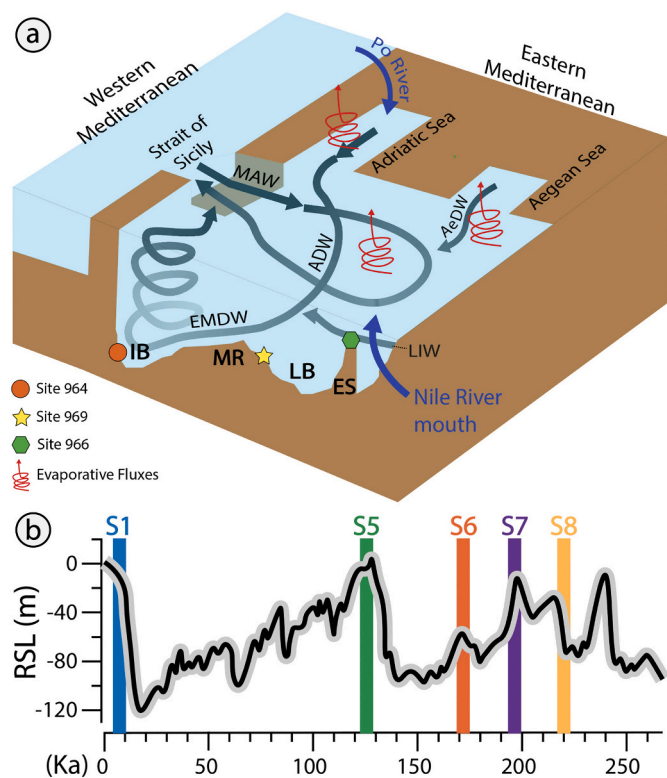 a
Western
Mediterranean
Po River
Eastern
Mediterranean
Strait of
Sicily
MAW
Adriatic Sea
Aegean Sea
AeDW
ADW
EMDW
LIW
IB
MR
LB
ES
Nile River
mouth
Site 964
Site 969
Site 966
Evaporative Fluxes
b
S1
S5
S6
S7
S8
RSL (m)
0
-40
-80
-120
(Ka)
0
50
100
150
200
250